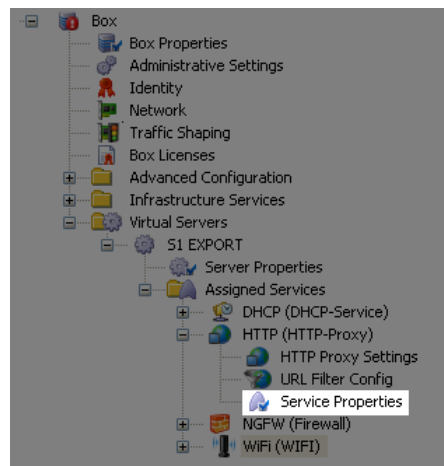 Box
Box Properties
Administrative Settings
Identity
Network
Traffic Shaping
Box Licenses
Advanced Configuration
Infrastructure Services
Virtual Servers
S1 EXPORT
Server Properties
Assigned Services
DHCP (DHCP-Service)
HTTP (HTTP-Proxy)
HTTP Proxy Settings
URL Filter Config
Service Properties
NGFW (Firewall)
WiFi (WIFI)